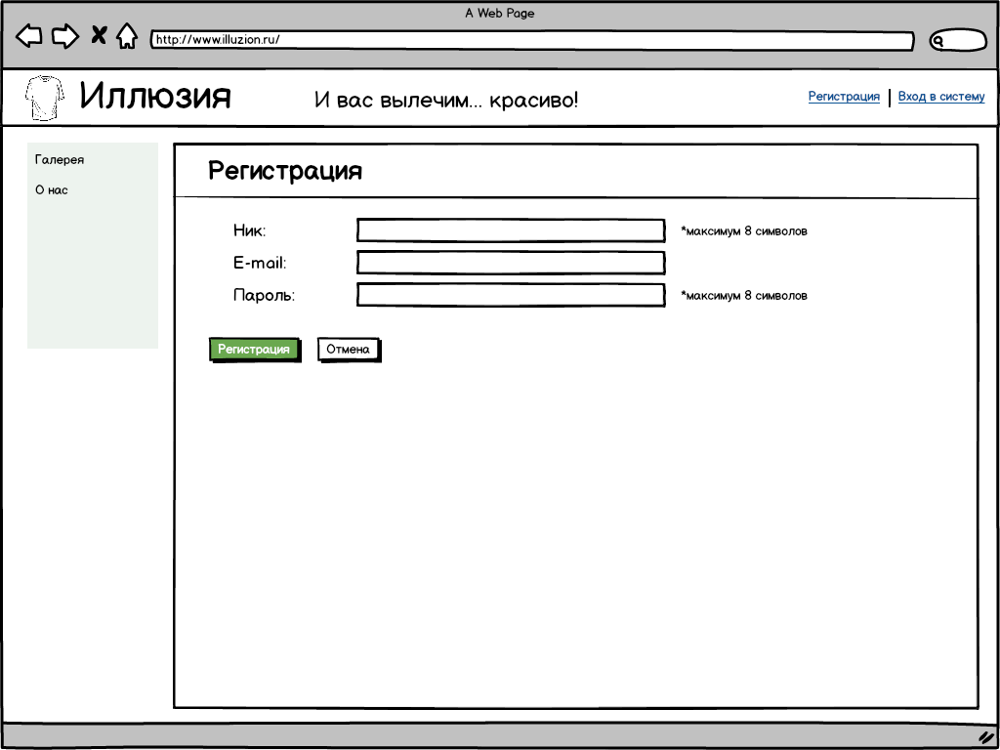 A Web Page
http://www.illuzion.ru/
Иллюзия
И вас вылечим... красиво!
Регистрация | Вход в систему
Галерея
О нас
Регистрация
Ник: *максимум 8 символов
E-mail:
Пароль: *максимум 8 символов
Регистрация Отмена